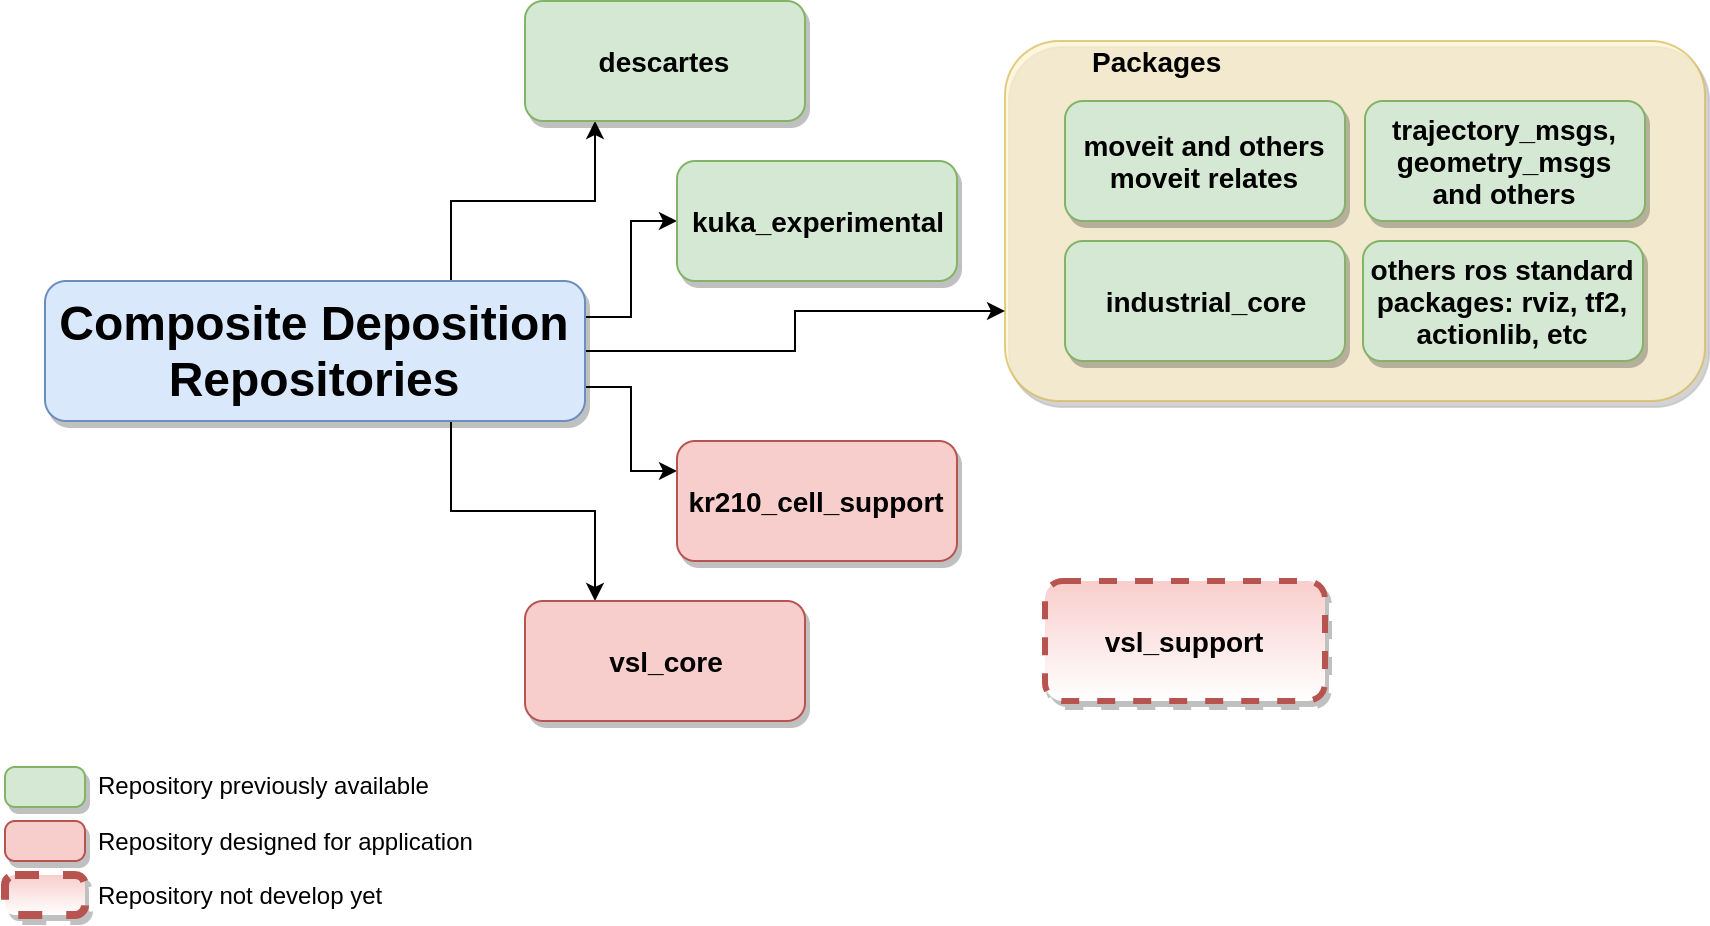 descartes
Packages
moveit and others
moveit relates
trajectory_msgs,
geometry_msgs
and others
kuka_experimental
industrial_core
others ros standard
packages: rviz, tf2,
actionlib, etc
Composite Deposition
Repositories
kr210_cell_support
vsl_support
vsl_core
Repository previously available
Repository designed for application
Repository not develop yet